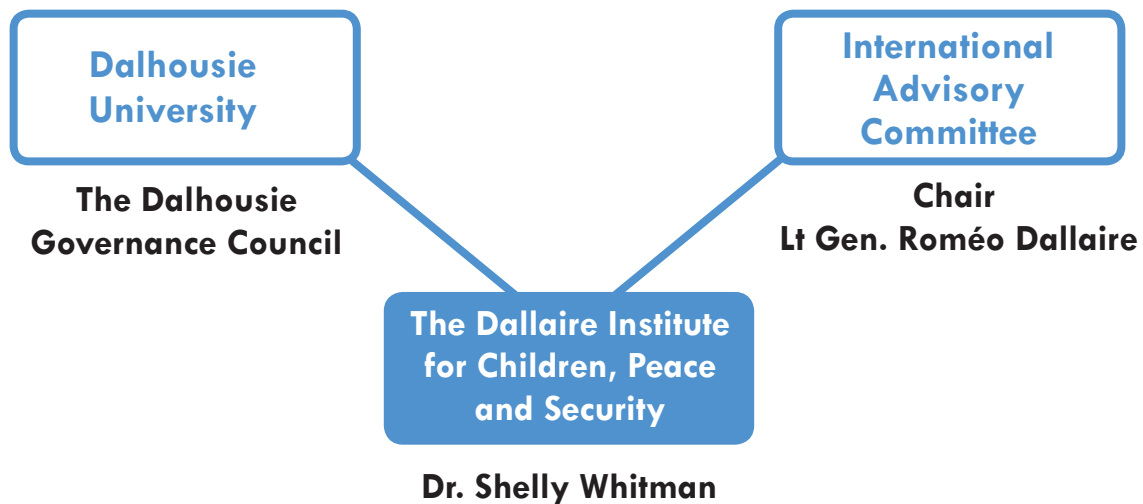 Dalhousie
University
The Dalhousie
Governance Council
International
Advisory
Committee
Chair
Lt Gen. Roméo Dallaire
The Dallaire Institute
for Children, Peace
and Security
Dr. Shelly Whitman